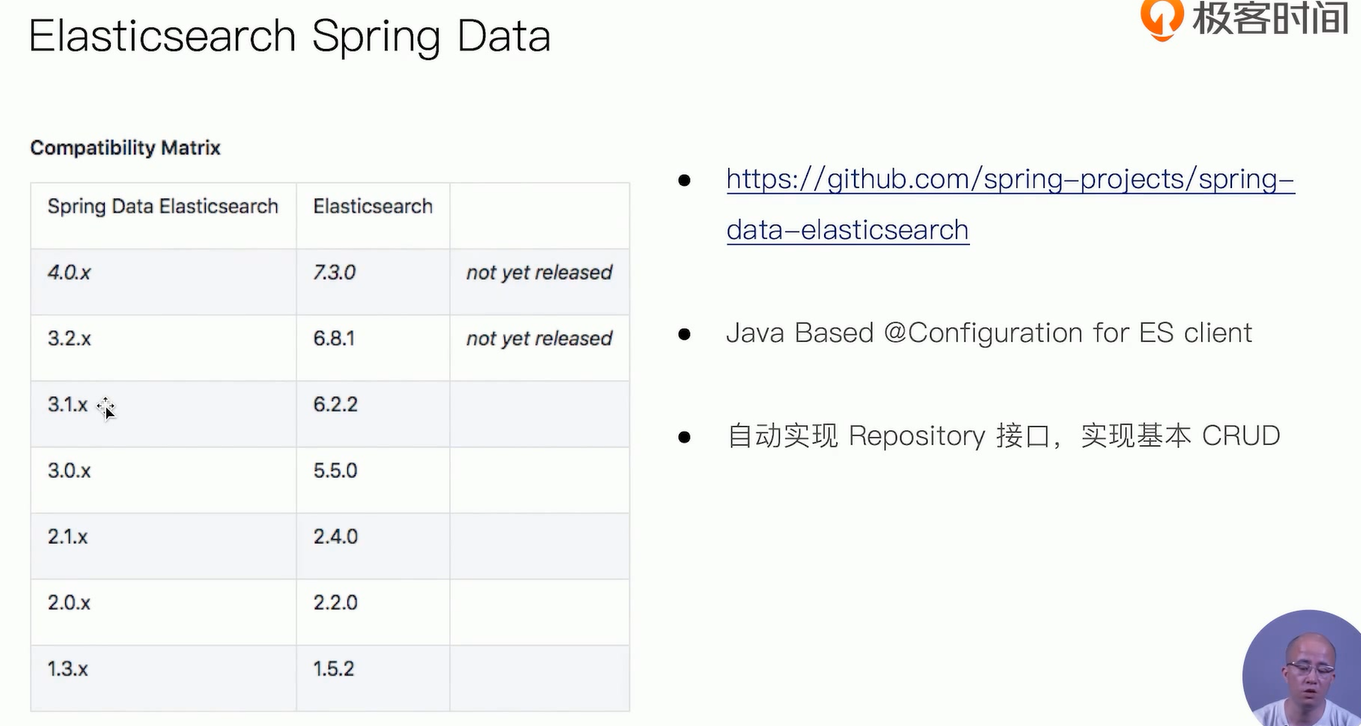 Elasticsearch Spring Data
极客时间
Compatibility Matrix
Spring Data Elasticsearch Elasticsearch
4.0.x 7.3.0 not yet released
3.2.x 6.8.1 not yet released
3.1.x 6.2.2
3.0.x 5.5.0
2.1.x 2.4.0
2.0.x 2.2.0
1.3.x 1.5.2
https://github.com/spring-projects/spring-
data-elasticsearch
Java Based @Configuration for ES client
自动实现 Repository 接口，实现基本 CRUD